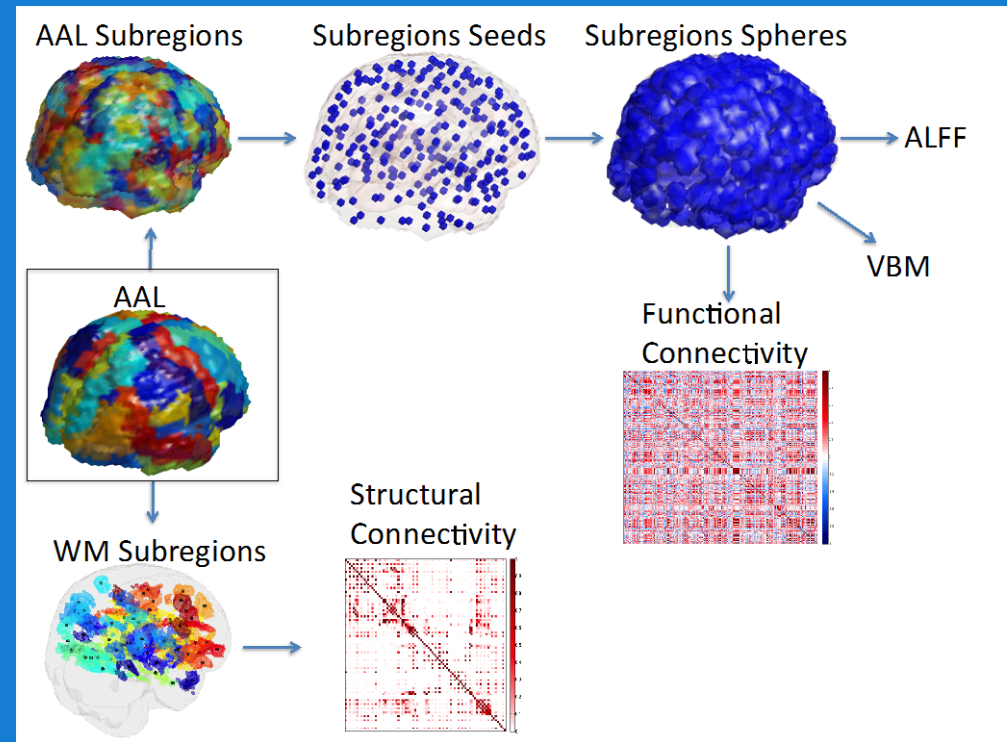 AAL Subregions
Subregions Seeds
Subregions Spheres
ALFF
VBM
AAL
Functional
Connectivity
Structural
Connectivity
WM Subregions